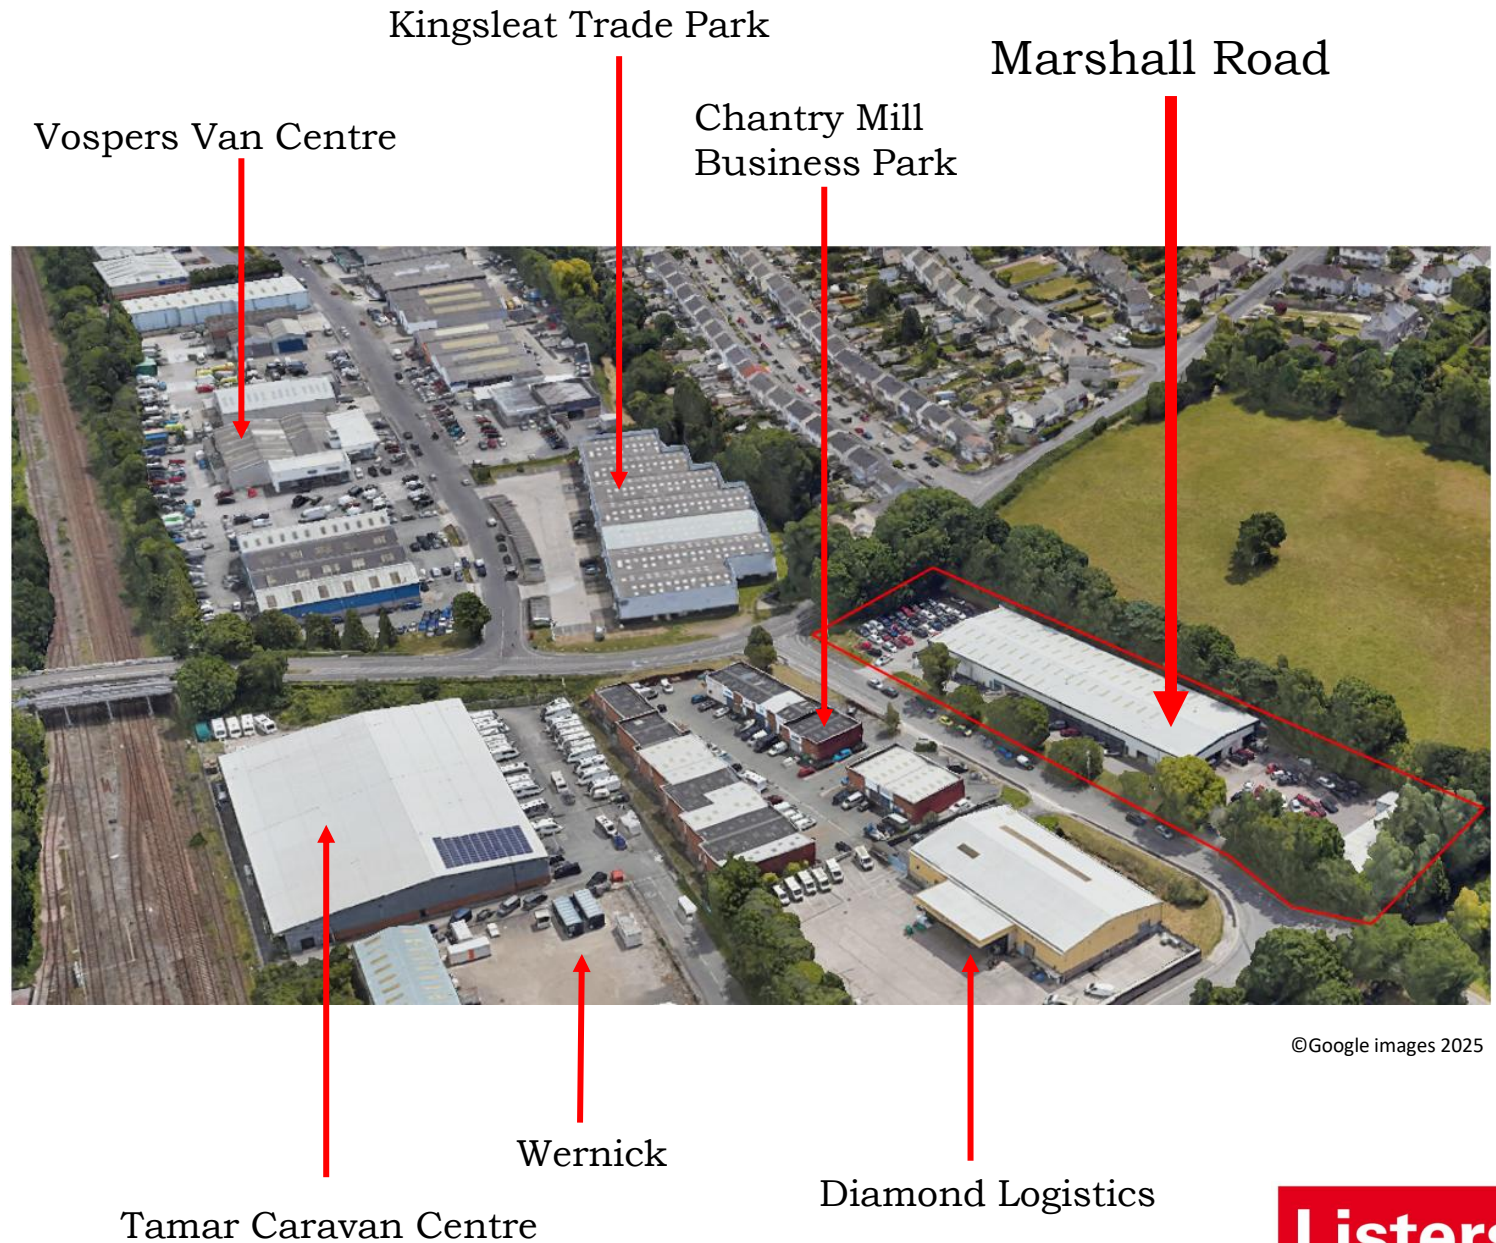 Kingsleat Trade Park
Marshall Road
Chantry Mill
Business Park
Vospers Van Centre
©Google images 2025
Wernick
Diamond Logistics
Tamar Caravan Centre
Listers